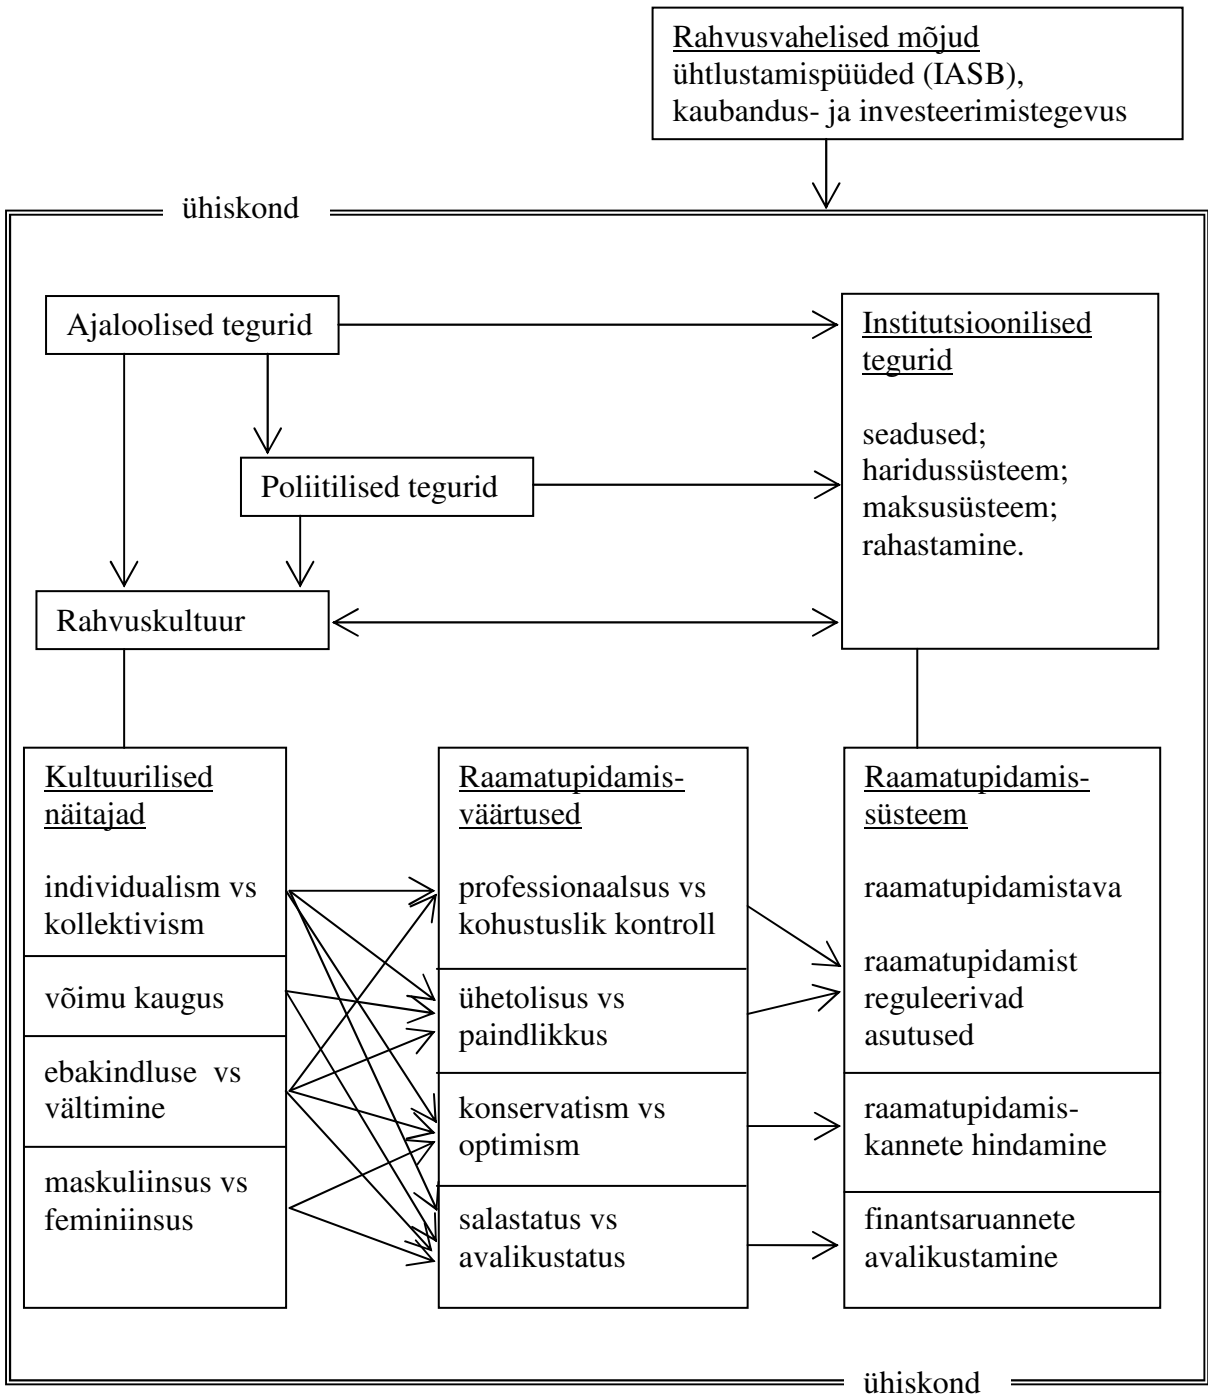 Rahvusvahelised mõjud
ühtlustamispüüded (IASB),
kaubandus- ja investeerimistegevus
ühiskond
Ajaloolised tegurid
Institutsioonilised
tegurid
seadused;
haridussüsteem;
maksusüsteem;
rahastamine.
Poliitilised tegurid
Rahvuskultuur
Kultuurilised
näitajad
individualism vs
kollektivism
võimu kaugus
ebakindluse vs
vältimine
maskuliinsus vs
feminiinsus
Raamatupidamis-
väärtused
professionaalsus vs
kohustuslik kontroll
ühetolisus vs
paindlikkus
konservatism vs
optimism
salastatus vs
avalikustatus
Raamatupidamis-
süsteem
raamatupidamistava
raamatupidamist
reguleerivad
asutused
raamatupidamis-
kannete hindamine
finantsaruannete
avalikustamine
ühiskond